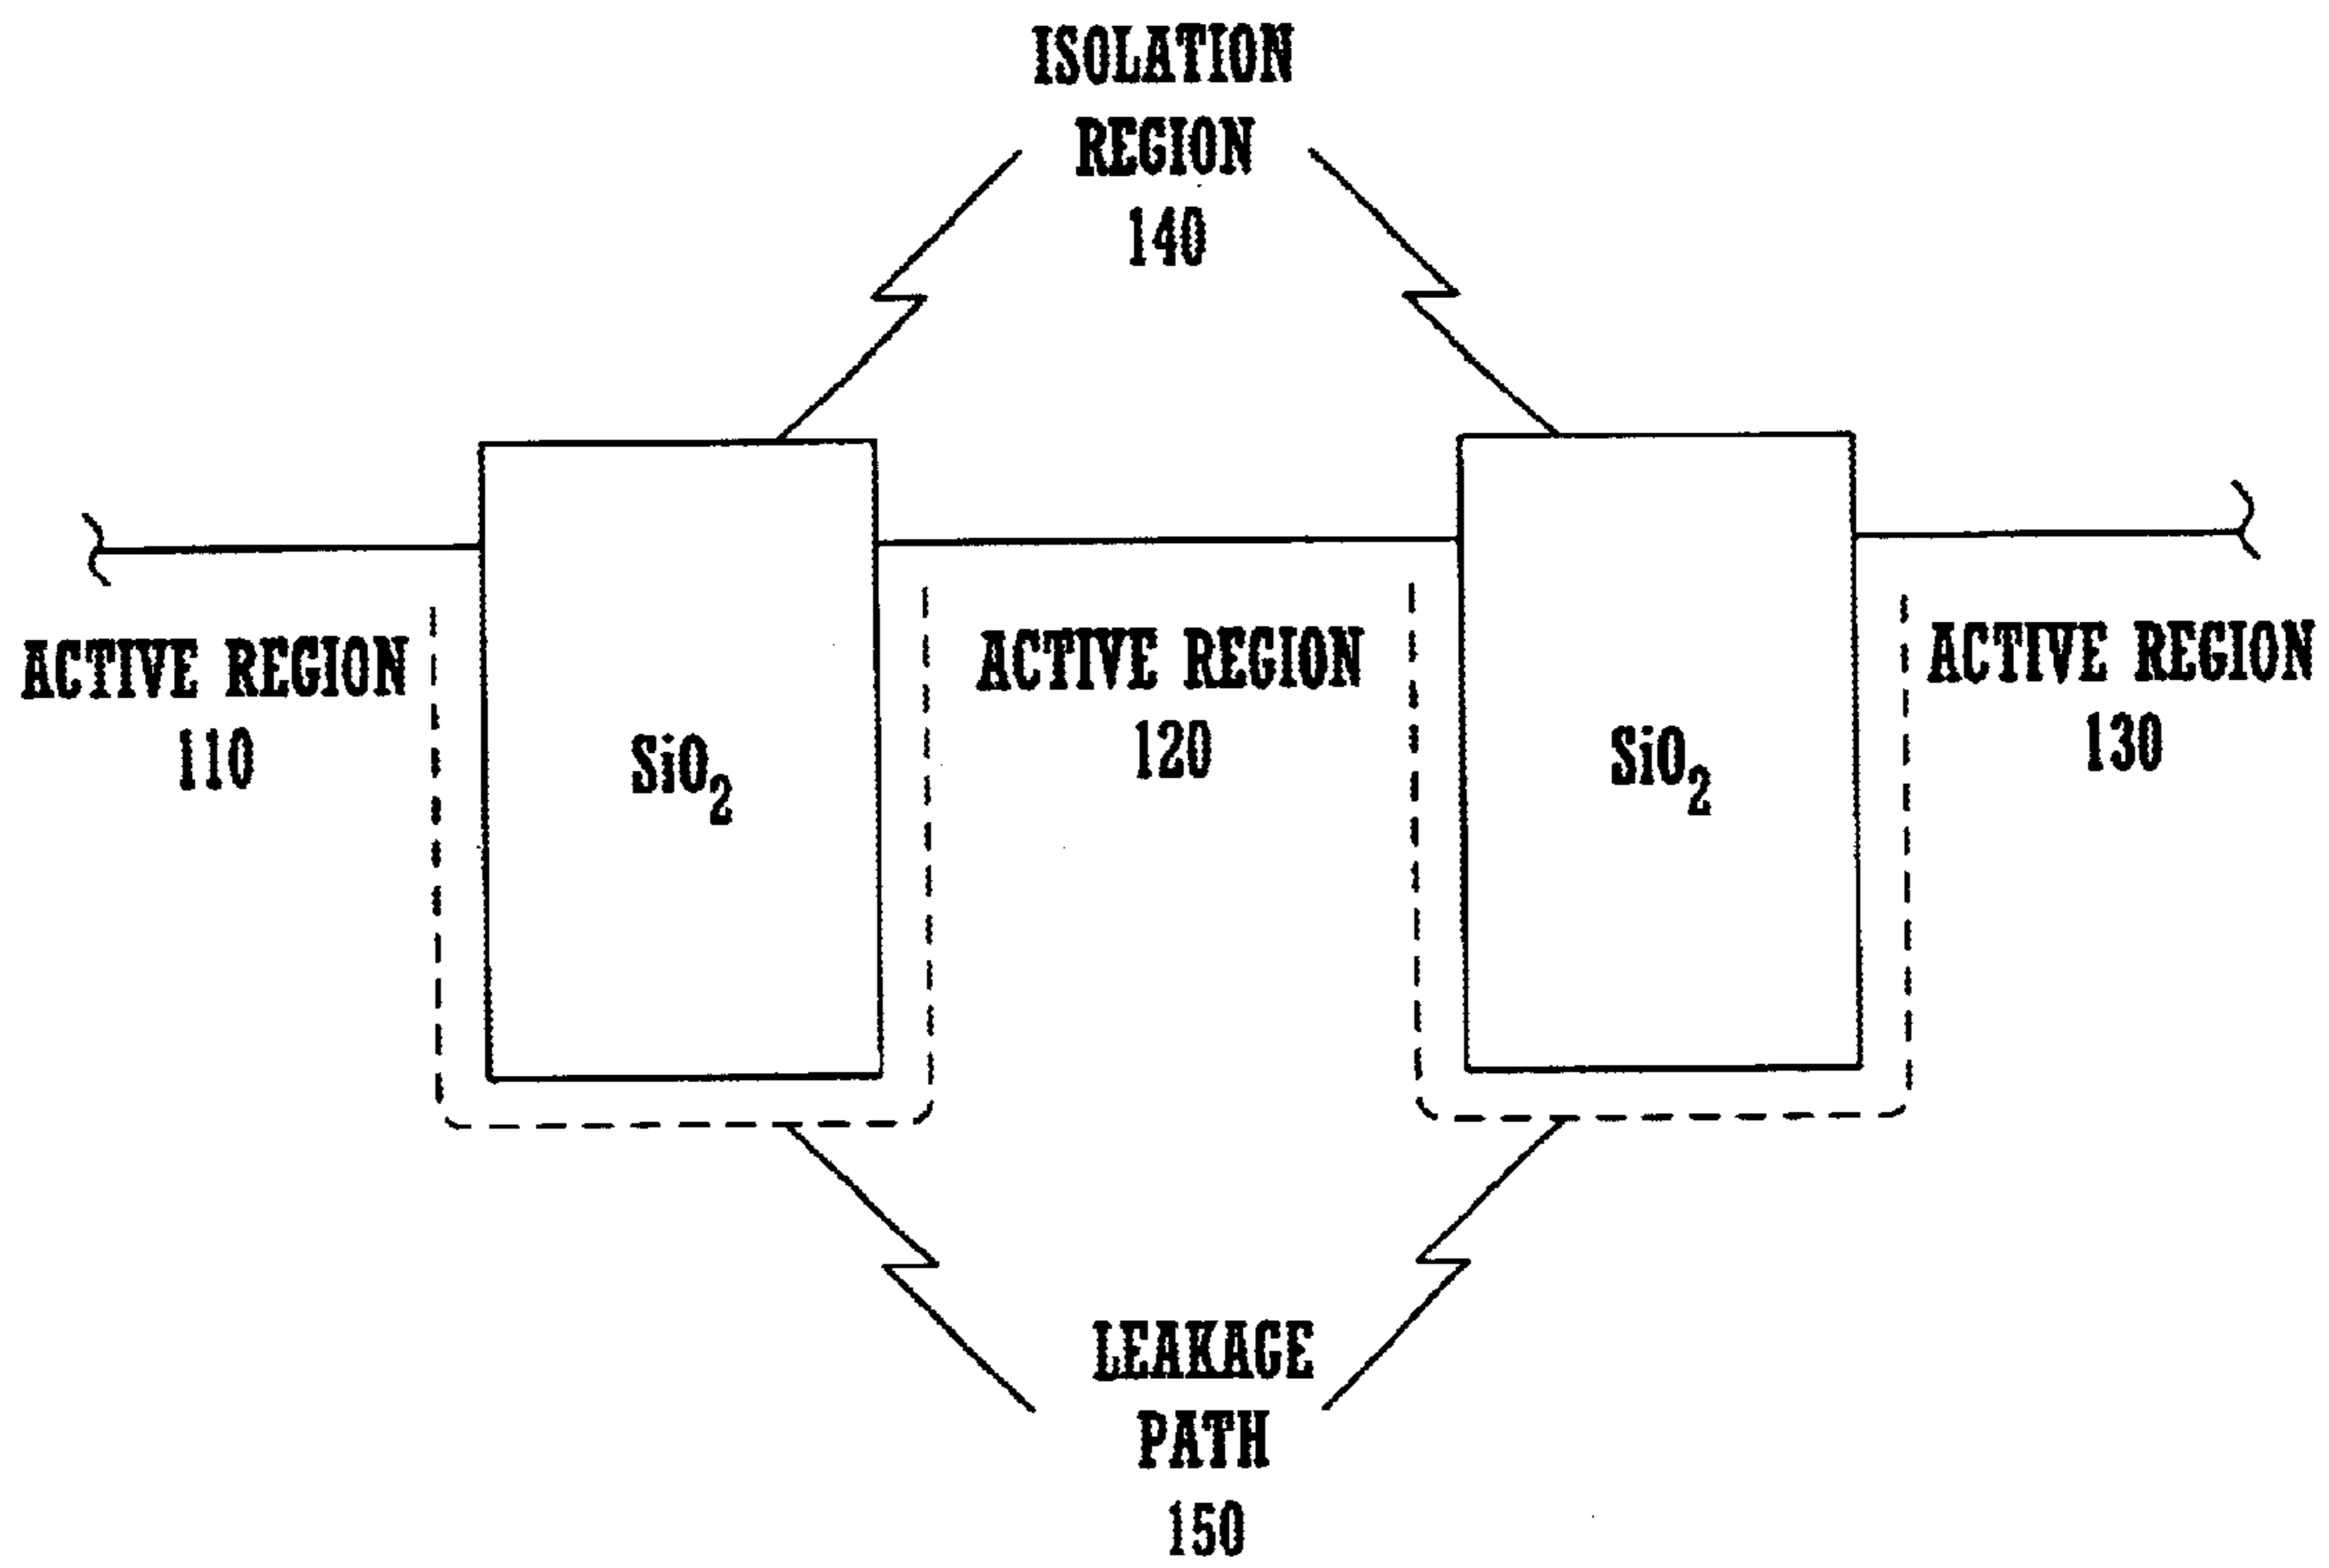 ISOLATION
REGION
140
ACTIVE REGION
110
SiO₂
ACTIVE REGION
120
SiO₂
ACTIVE REGION
130
LEAKAGE
PATH
150